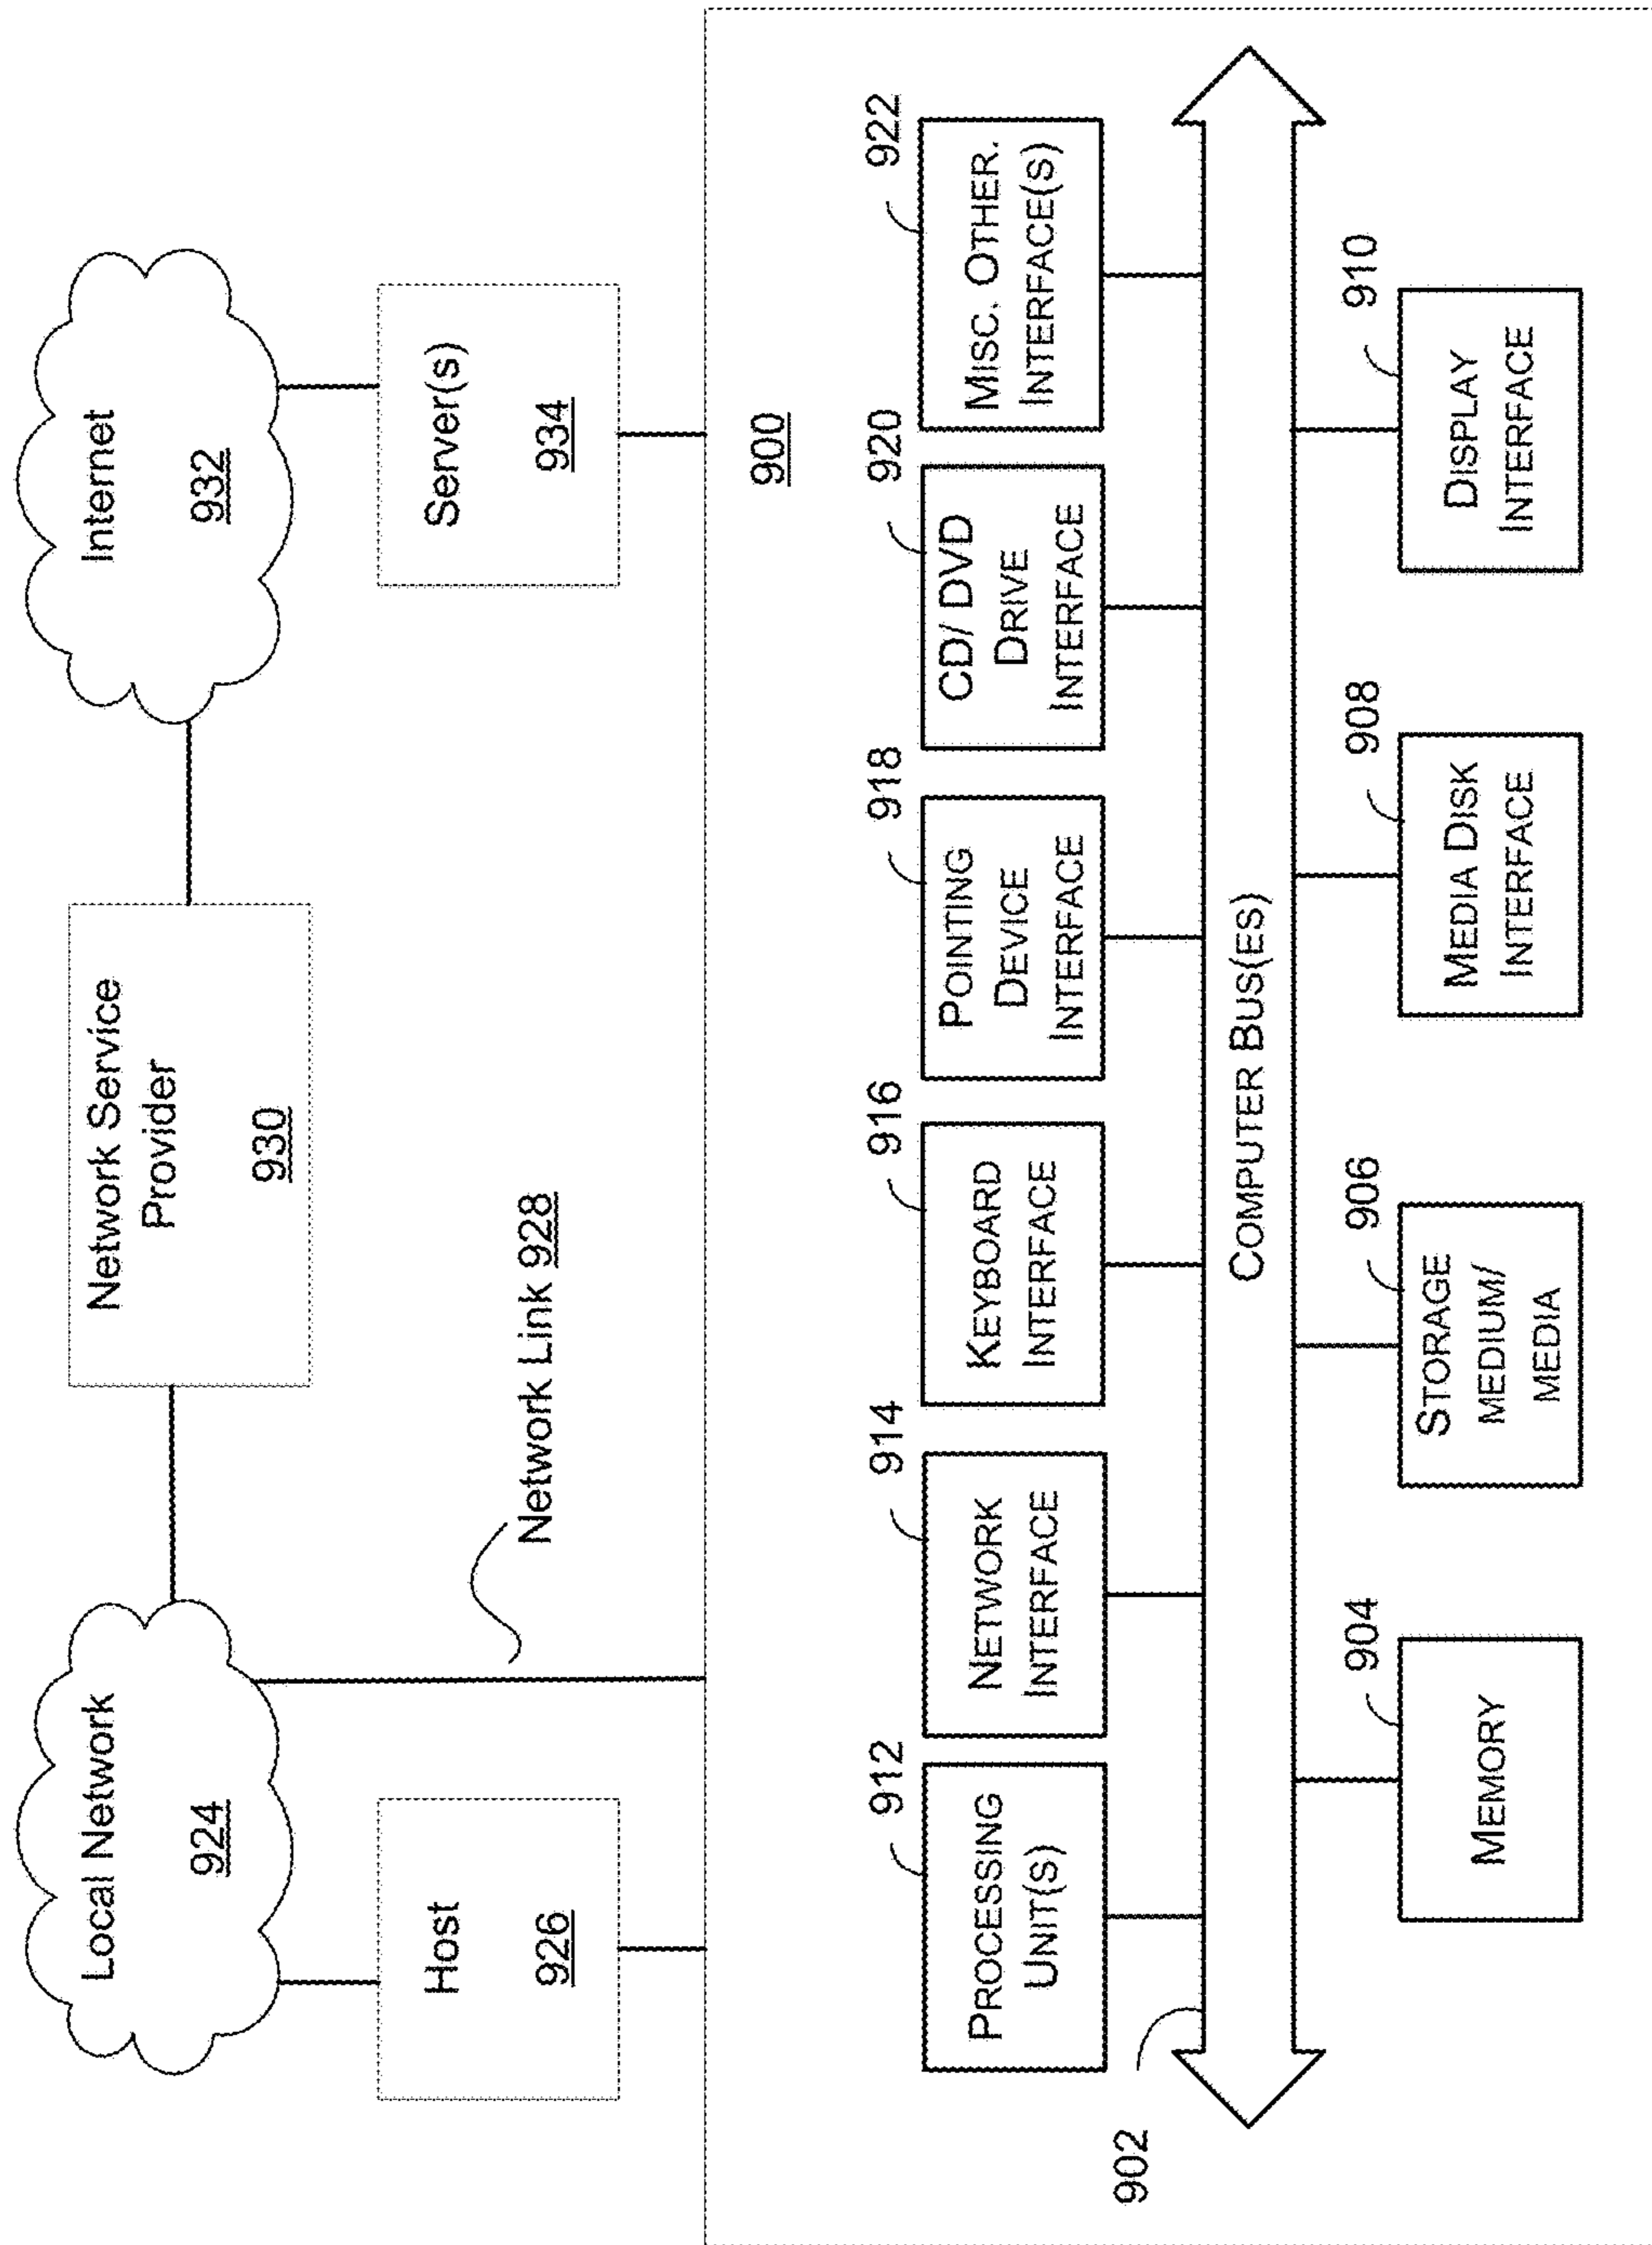 Local Network
924
Network Service
Provider
930
Internet
932
Host
926
Network Link 928
Server(s)
934
900
912
PROCESSING
UNIT(S)
914
NETWORK
INTERFACE
916
KEYBOARD
INTERFACE
918
POINTING
DEVICE
INTERFACE
920
CD/ DVD
DRIVE
INTERFACE
922
MISC. OTHER.
INTERFACE(S)
902
COMPUTER BUS(ES)
904
MEMORY
906
STORAGE
MEDIUM/
MEDIA
908
MEDIA DISK
INTERFACE
910
DISPLAY
INTERFACE